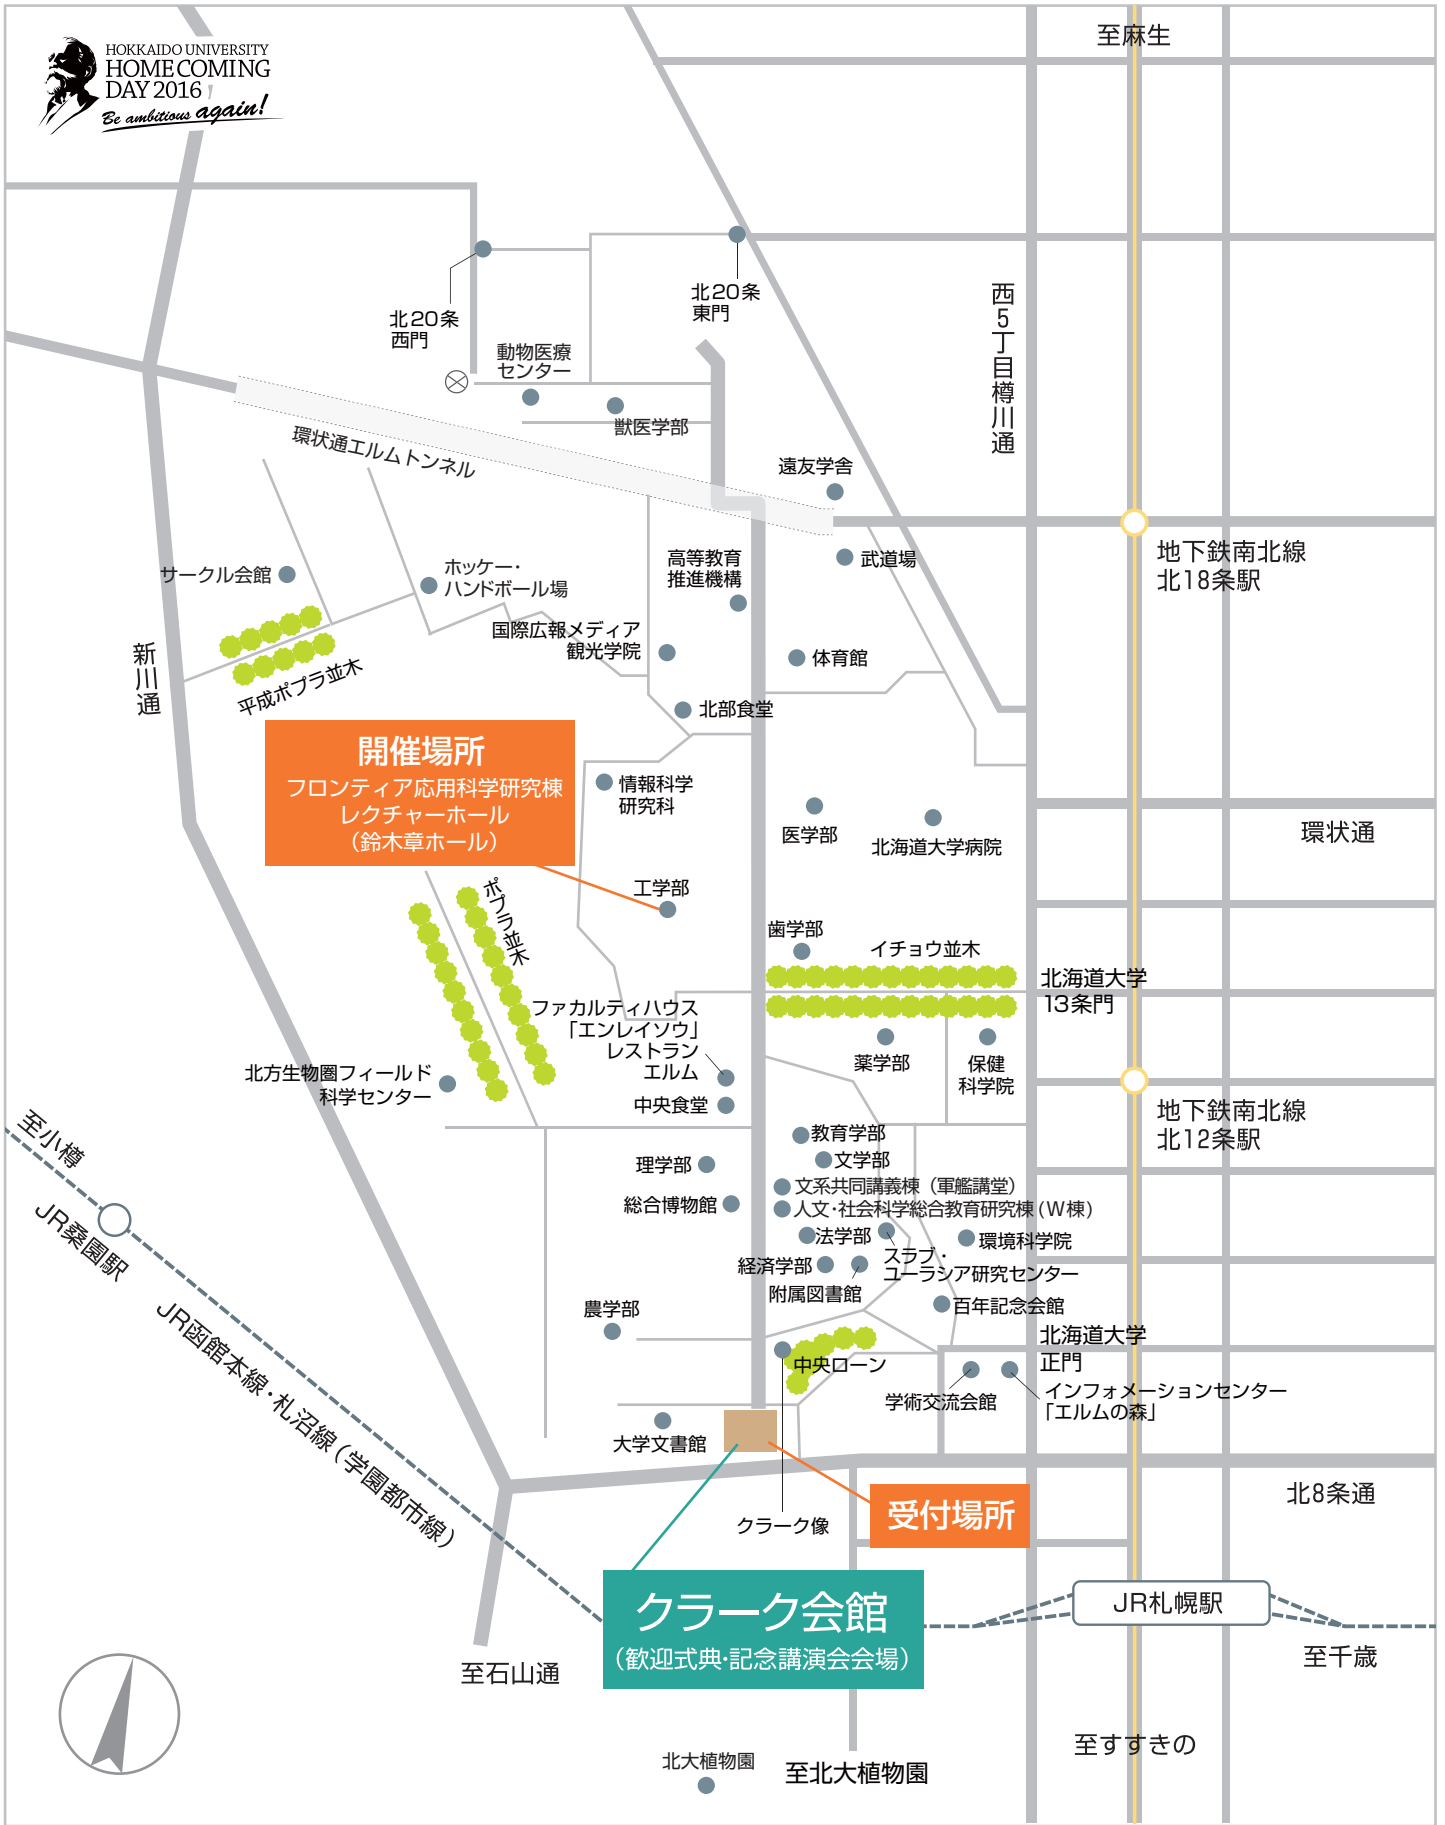 HOKKAIDO UNIVERSITY
HOME COMING
DAY 2016
Be ambitious again!
至麻生
北20条
西門
北20条
東門
西5丁目樽川通
動物医療
センター
獣医学部
環状通エルムトンネル
遠友学舎
武道場
地下鉄南北線
北18条駅
サークル会館
ホッケー・
ハンドボール場
高等教育
推進機構
国際広報メディア
観光学院
体育館
新川通
平成ポプラ並木
北部食堂
開催場所
フロンティア応用科学研究棟
レクチャーホール
（鈴木章ホール）
情報科学
研究科
医学部
北海道大学病院
環状通
工学部
ポプラ並木
歯学部
イチョウ並木
北海道大学
13条門
ファカルティハウス
「エンレイソウ」
レストラン
エルム
薬学部
保健
科学院
北方生物圏フィールド
科学センター
中央食堂
地下鉄南北線
北12条駅
至小樽
JR桑園駅
教育学部
文学部
理学部
文系共同講義棟（軍艦講堂）
総合博物館
人文・社会科学総合教育研究棟(W棟)
法学部
スラブ・
ユーラシア研究センター
環境科学院
経済学部
附属図書館
百年記念会館
農学部
北海道大学
正門
中央ローン
学術交流会館
インフォメーションセンター
「エルムの森」
JR函館本線・札沼線（学園都市線）
大学文書館
北8条通
クラーク像
受付場所
クラーク会館
（歓迎式典・記念講演会会場）
JR札幌駅
至千歳
至石山通
至すすきの
北大植物園
至北大植物園